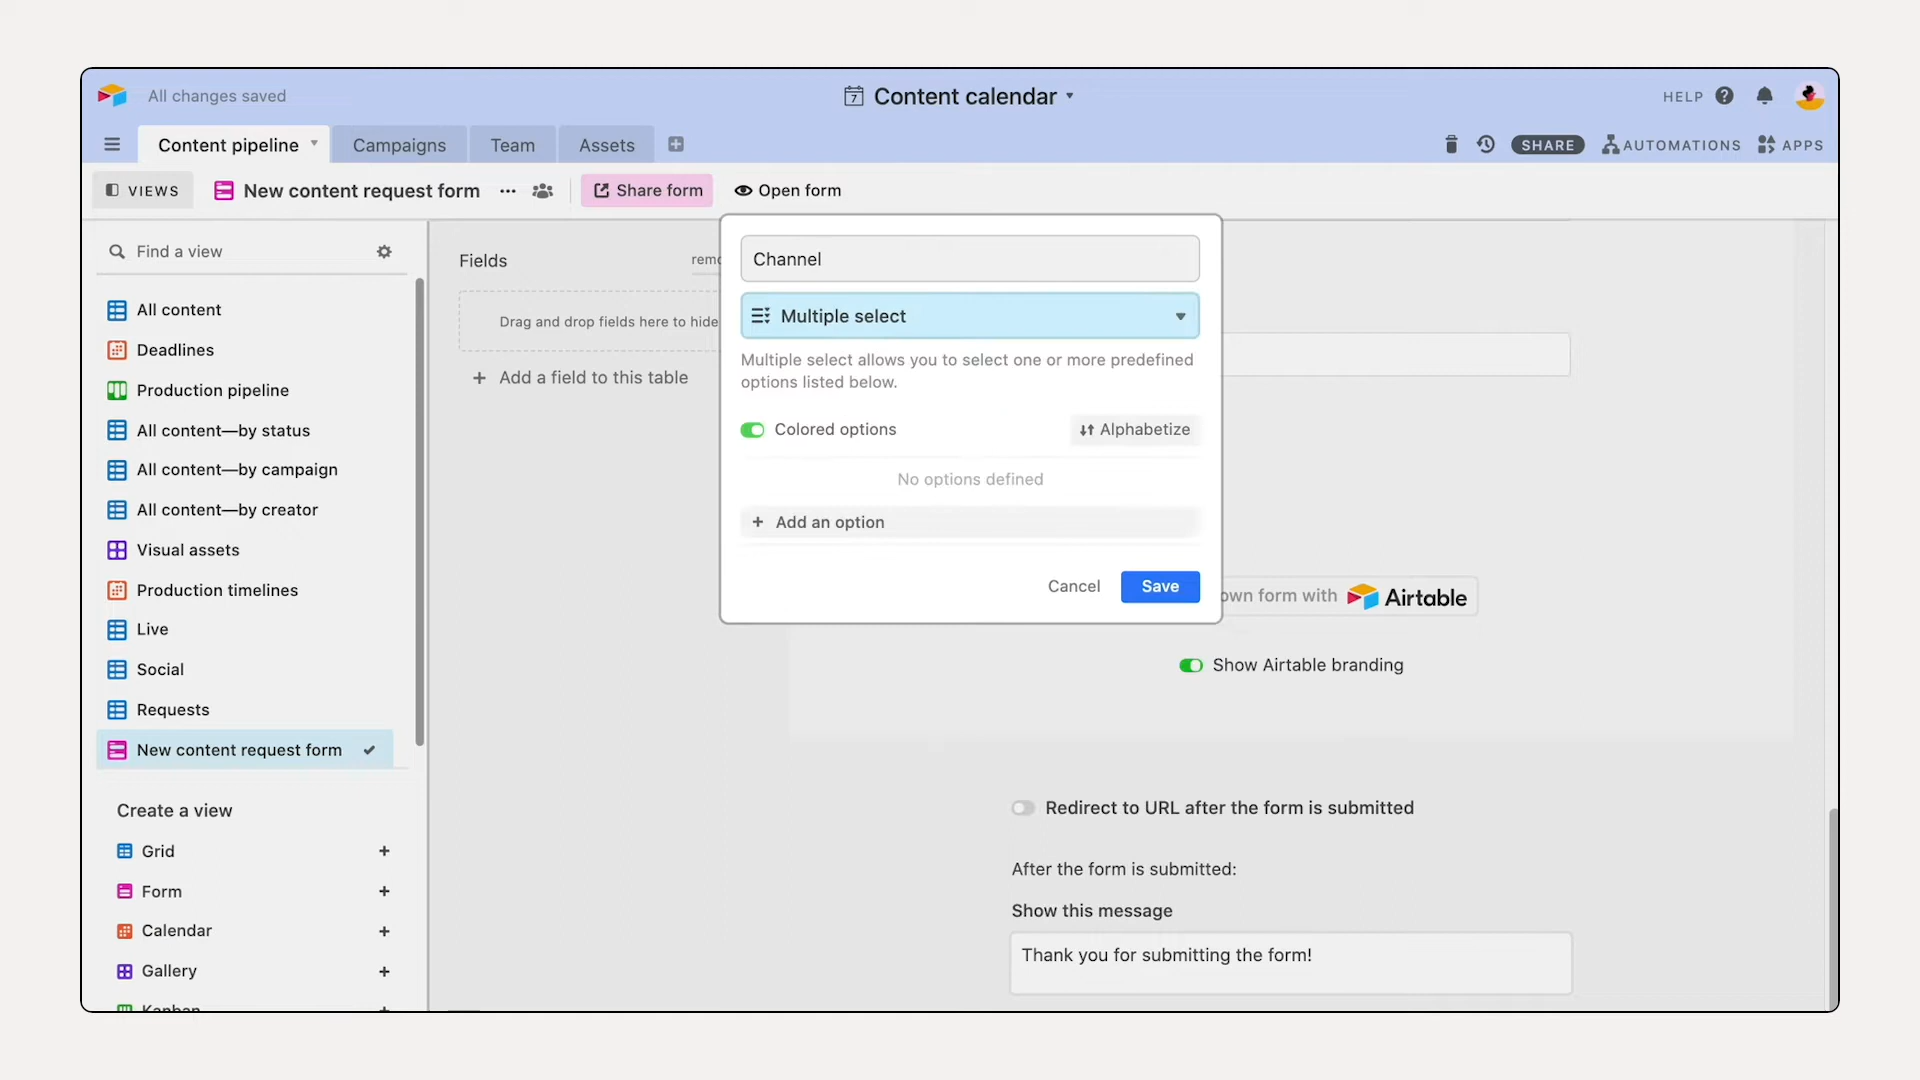 All changes saved
7
Content calendar
HELP
Content pipeline
Campaigns
Team
Assets
SHARE
AUTOMATIONS
APPS
VIEWS
New content request form
Share form
Open form
Find a view
All content
Deadlines
Production pipeline
All content—by status
All content—by campaign
All content—by creator
Visual assets
Production timelines
Live
Social
Requests
New content request form
Create a view
Grid
Form
Calendar
Gallery
Kanban
Fields
remo
Drag and drop fields here to hide
Add a field to this table
Channel
Multiple select
Multiple select allows you to select one or more predefined
options listed below.
Colored options
Alphabetize
No options defined
Add an option
Cancel
Save
own form with Airtable
Show Airtable branding
Redirect to URL after the form is submitted
After the form is submitted:
Show this message
Thank you for submitting the form!